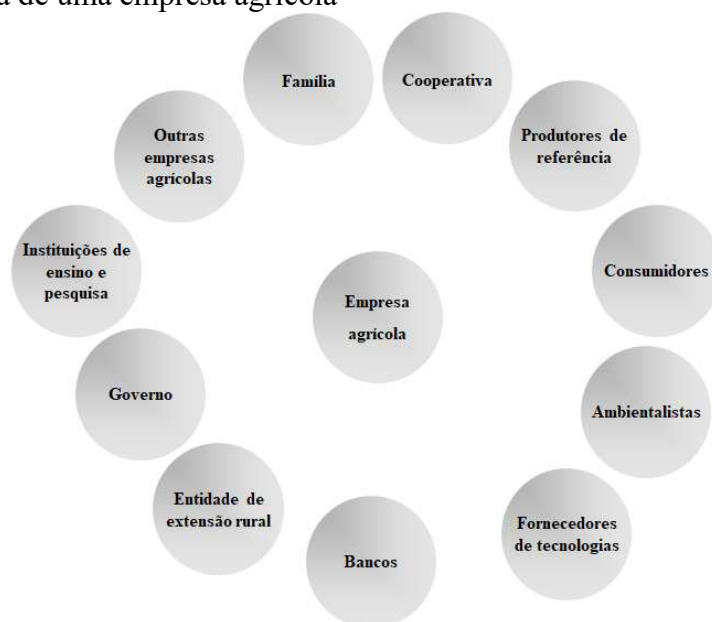 de uma empresa agrícola
Família
Cooperativa
Outras
empresas
agrícolas
Produtores de
referência
Instituições de
ensino e
pesquisa
Consumidores
Empresa
agrícola
Governo
Ambientalistas
Entidade de
extensão rural
Fornecedores
de tecnologias
Bancos